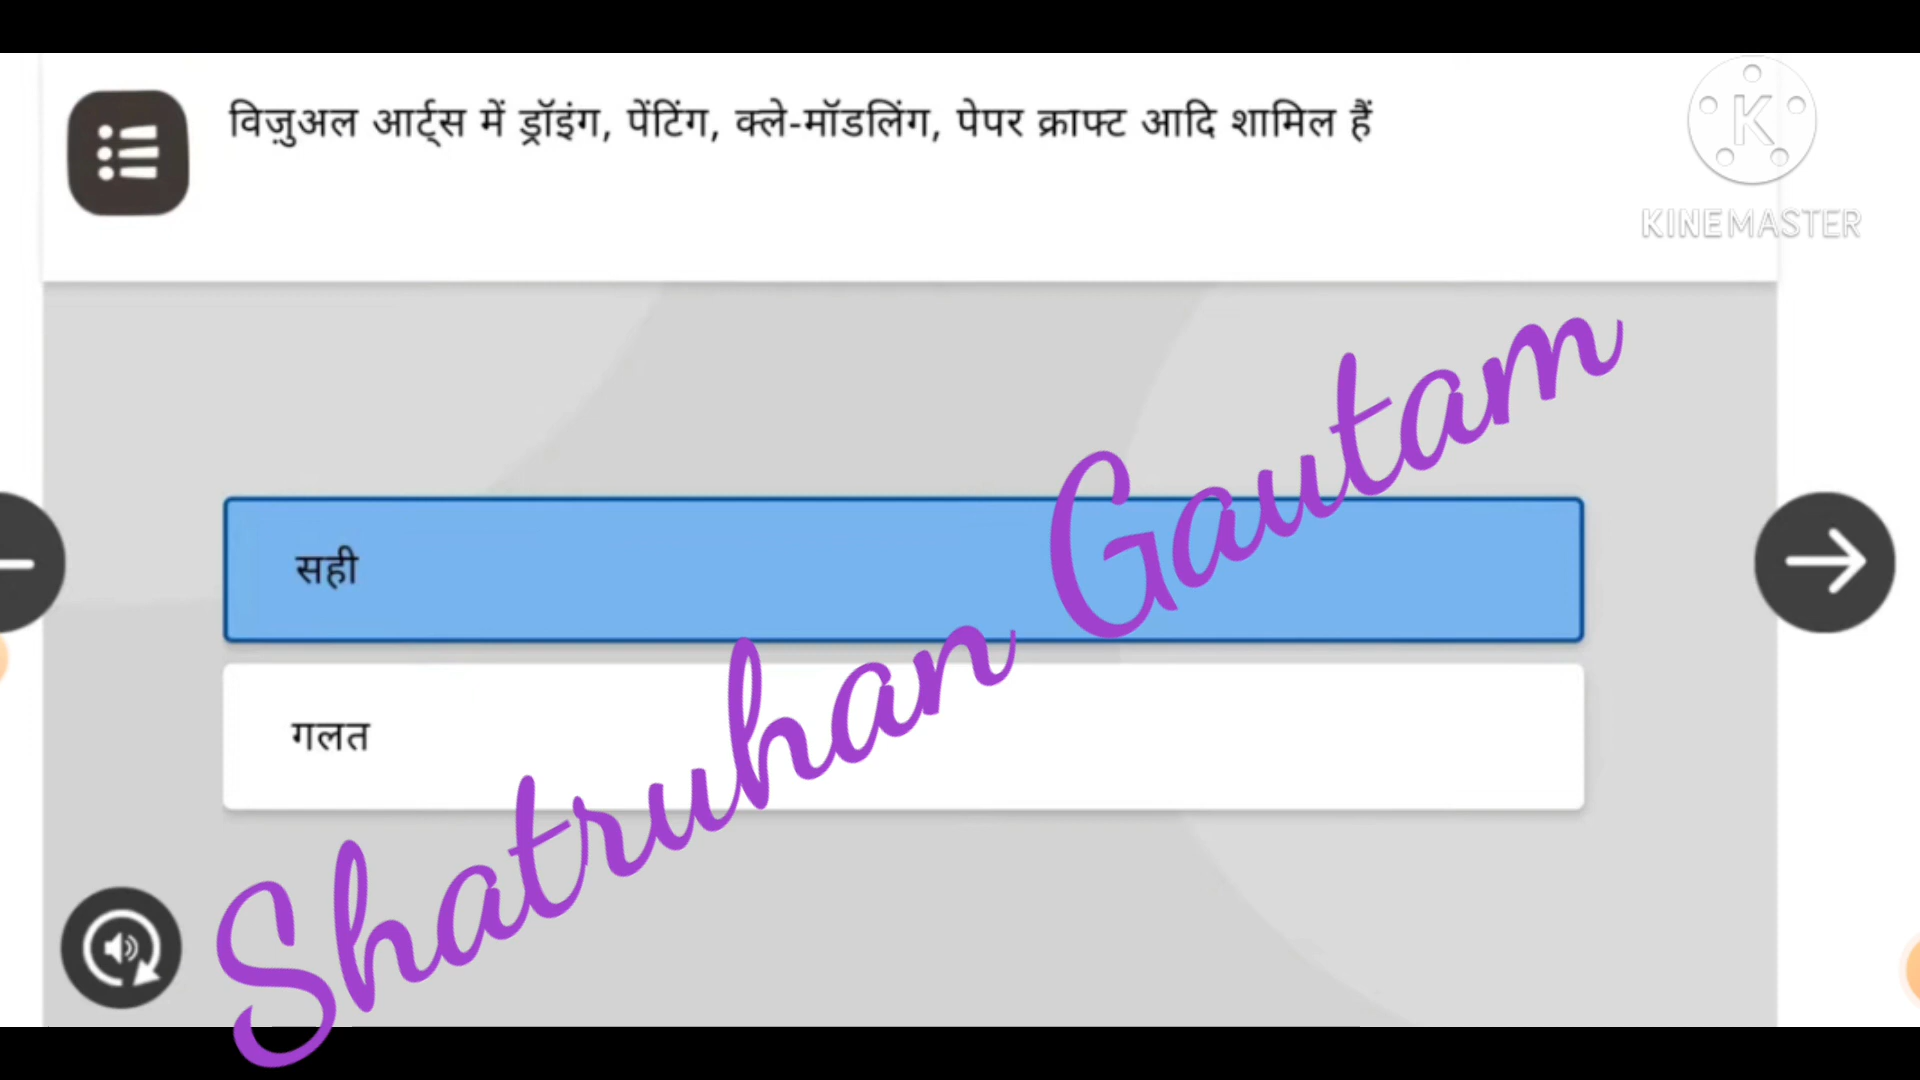 विज़ुअल आर्ट्स में ड्रॉइंग, पेंटिंग, क्ले-मॉडलिंग, पेपर क्राफ्ट आदि शामिल हैं
K
KINEMASTER
सही
गलत
Shatruhan Gautam